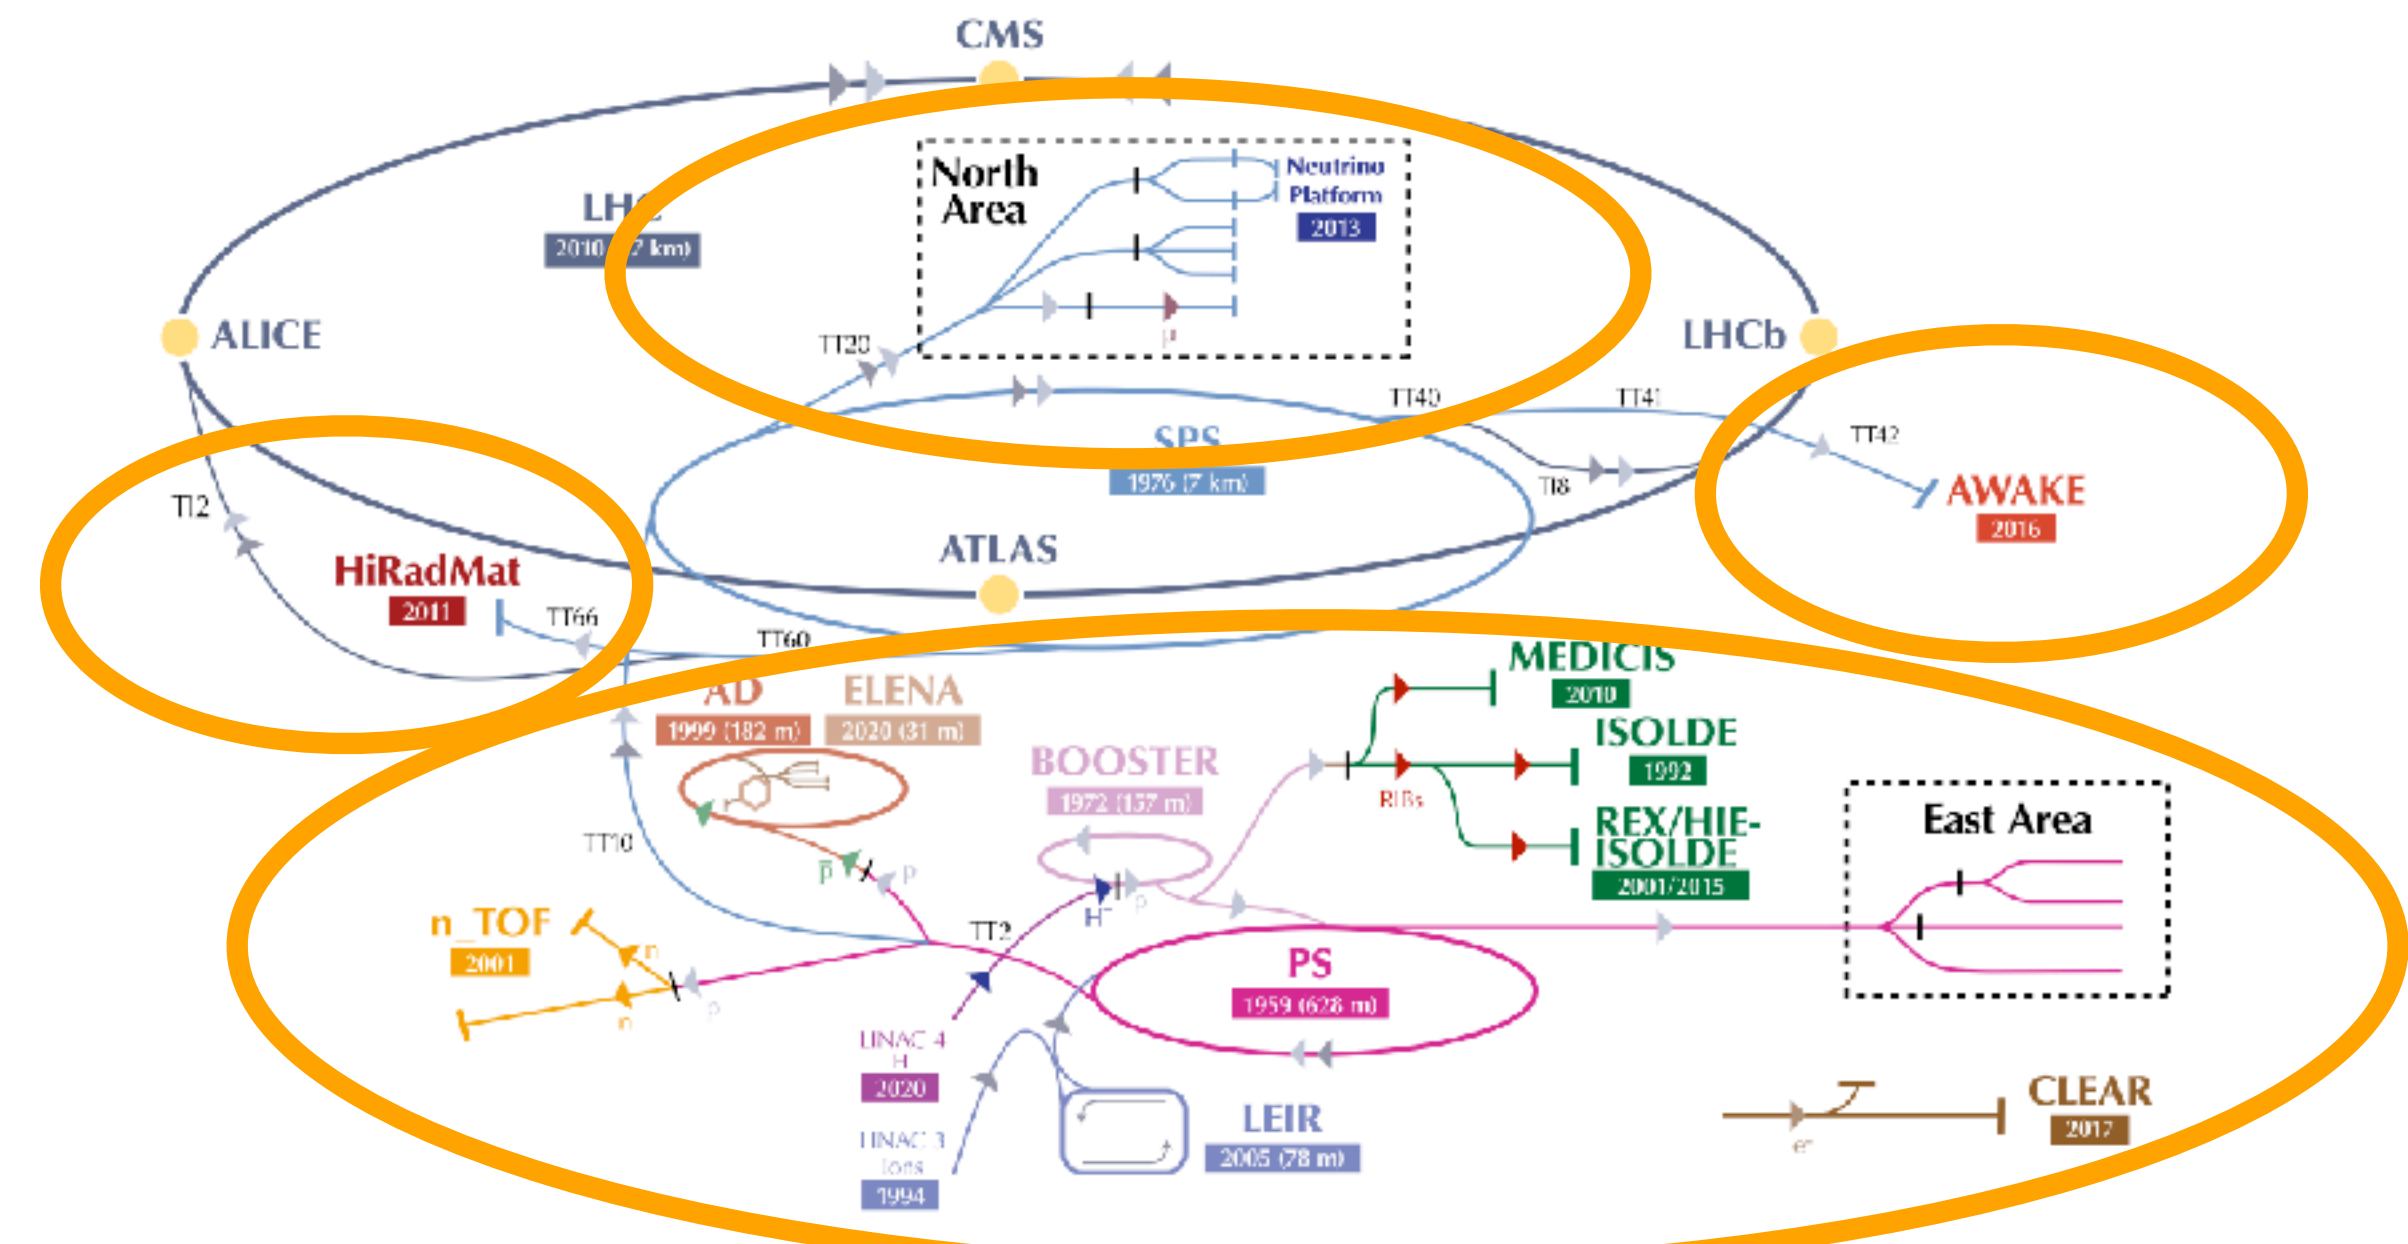 CMS
North
Area
Neutrino
Platform
2013
LHC
ALICE
LHCb
TT20
TT40
TT41
TT42
SPS
1976 (7 km)
TI8
AWAKE
2016
TI2
ATLAS
HiRadMat
2011
TT66
TT60
AD
1999 (182 m)
ELENA
2020 (31 m)
MEDICIS
2010
ISOLDE
1992
BOOSTER
1972 (157 m)
RIBs
REX/HIE-
ISOLDE
2001/2015
East Area
TT10
p̅
p
H⁻
p
n_TOF
2001
n
n
p
TT2
PS
1959 (628 m)
LINAC 4
H⁻
2020
LINAC 3
Ions
1994
LEIR
2005 (78 m)
CLEAR
2017
e⁻